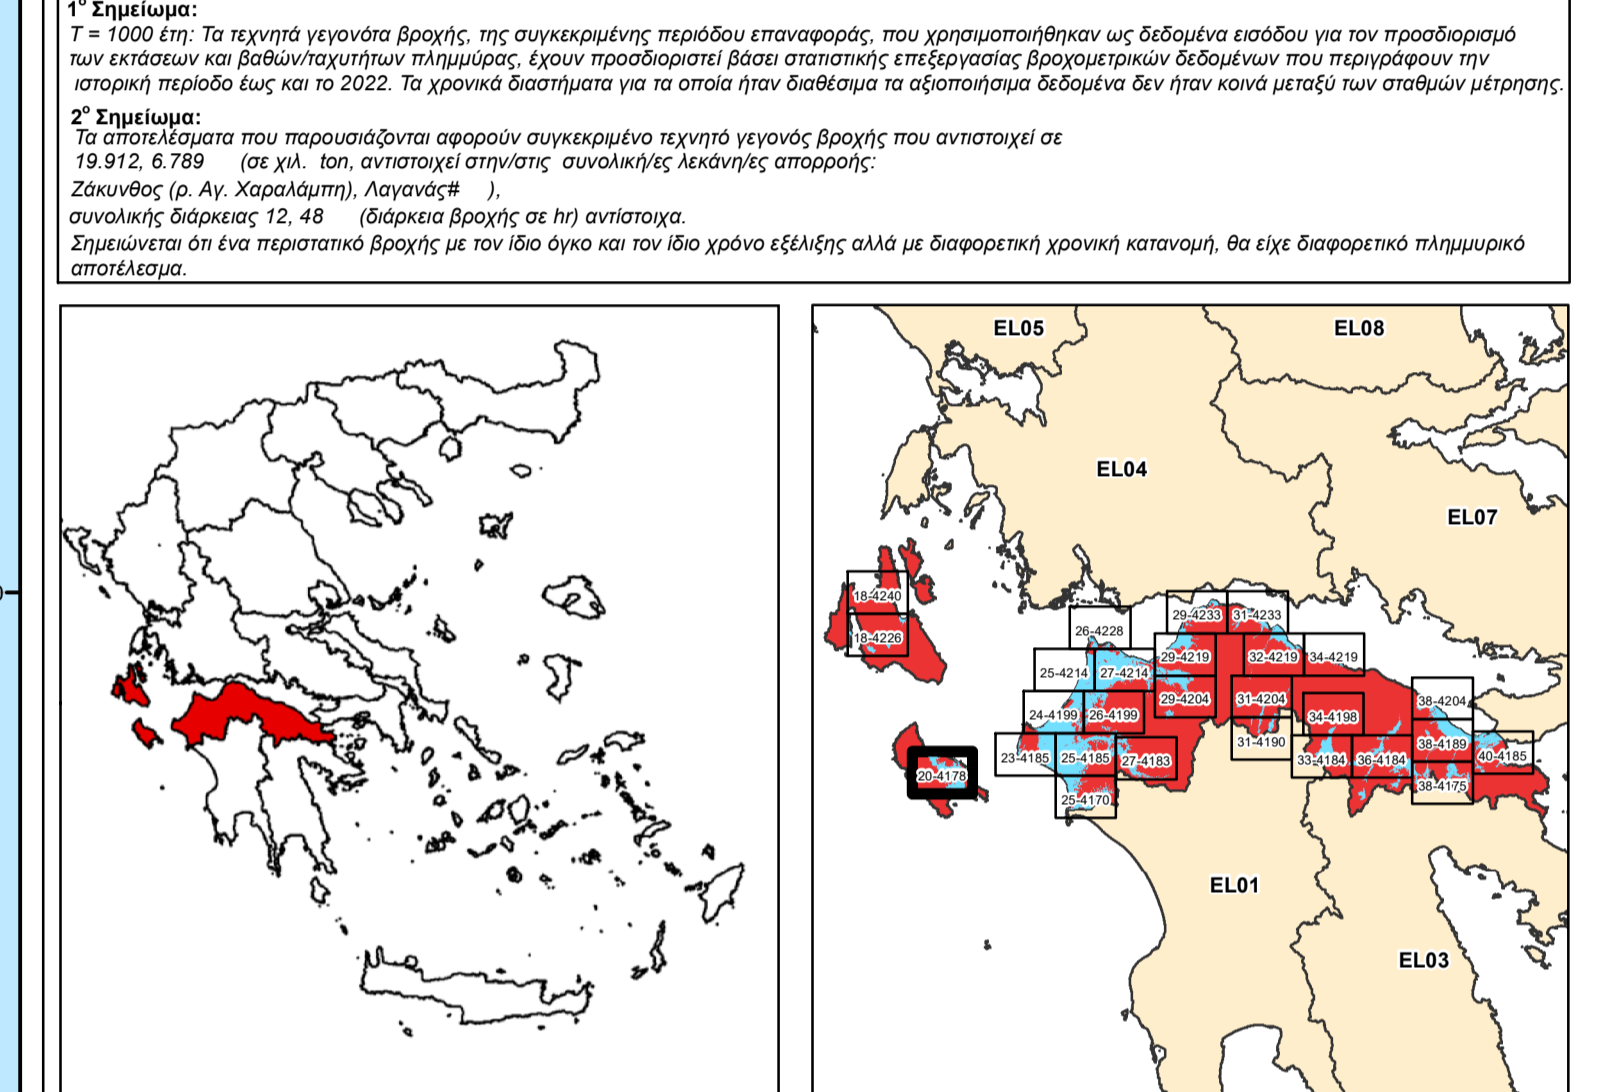 1ο Σημείωμα:
T = 1000 έτη: Τα τεχνητά γεγονότα βροχής, της συγκεκριμένης περιόδου επαναφοράς, που χρησιμοποιήθηκαν ως δεδομένα εισόδου για τον προσδιορισμό
των εκτάσεων και βαθών/ταχυτήτων πλημμύρας, έχουν προσδιοριστεί βάσει στατιστικής επεξεργασίας βροχομετρικών δεδομένων που περιγράφουν την
ιστορική περίοδο έως και το 2022. Τα χρονικά διαστήματα για τα οποία ήταν διαθέσιμα τα αξιοποιήσιμα δεδομένα δεν ήταν κοινά μεταξύ των σταθμών μέτρησης.
2ο Σημείωμα:
Τα αποτελέσματα που παρουσιάζονται αφορούν συγκεκριμένο τεχνητό γεγονός βροχής που αντιστοιχεί σε
19.912, 6.789 (σε χιλ. ton, αντιστοιχεί στην/στις συνολική/ες λεκάνη/ες απορροής:
Ζάκυνθος (ρ. Αγ. Χαραλάμπη), Λαγανάς# ),
συνολικής διάρκειας 12, 48 (διάρκεια βροχής σε hr) αντίστοιχα.
Σημειώνεται ότι ένα περιστατικό βροχής με τον ίδιο όγκο και τον ίδιο χρόνο εξέλιξης αλλά με διαφορετική χρονική κατανομή, θα είχε διαφορετικό πλημμυρικό
αποτέλεσμα.
EL05
EL08
EL04
EL07
18-4240
18-4226
29-4233
31-4233
26-4228
29-4219
32-4219
34-4219
25-4214
27-4214
29-4204
31-4204
38-4204
24-4199
26-4199
34-4198
31-4190
38-4189
23-4185
25-4185
27-4183
33-4184
36-4184
40-4185
20-4178
38-4175
25-4170
EL01
EL03